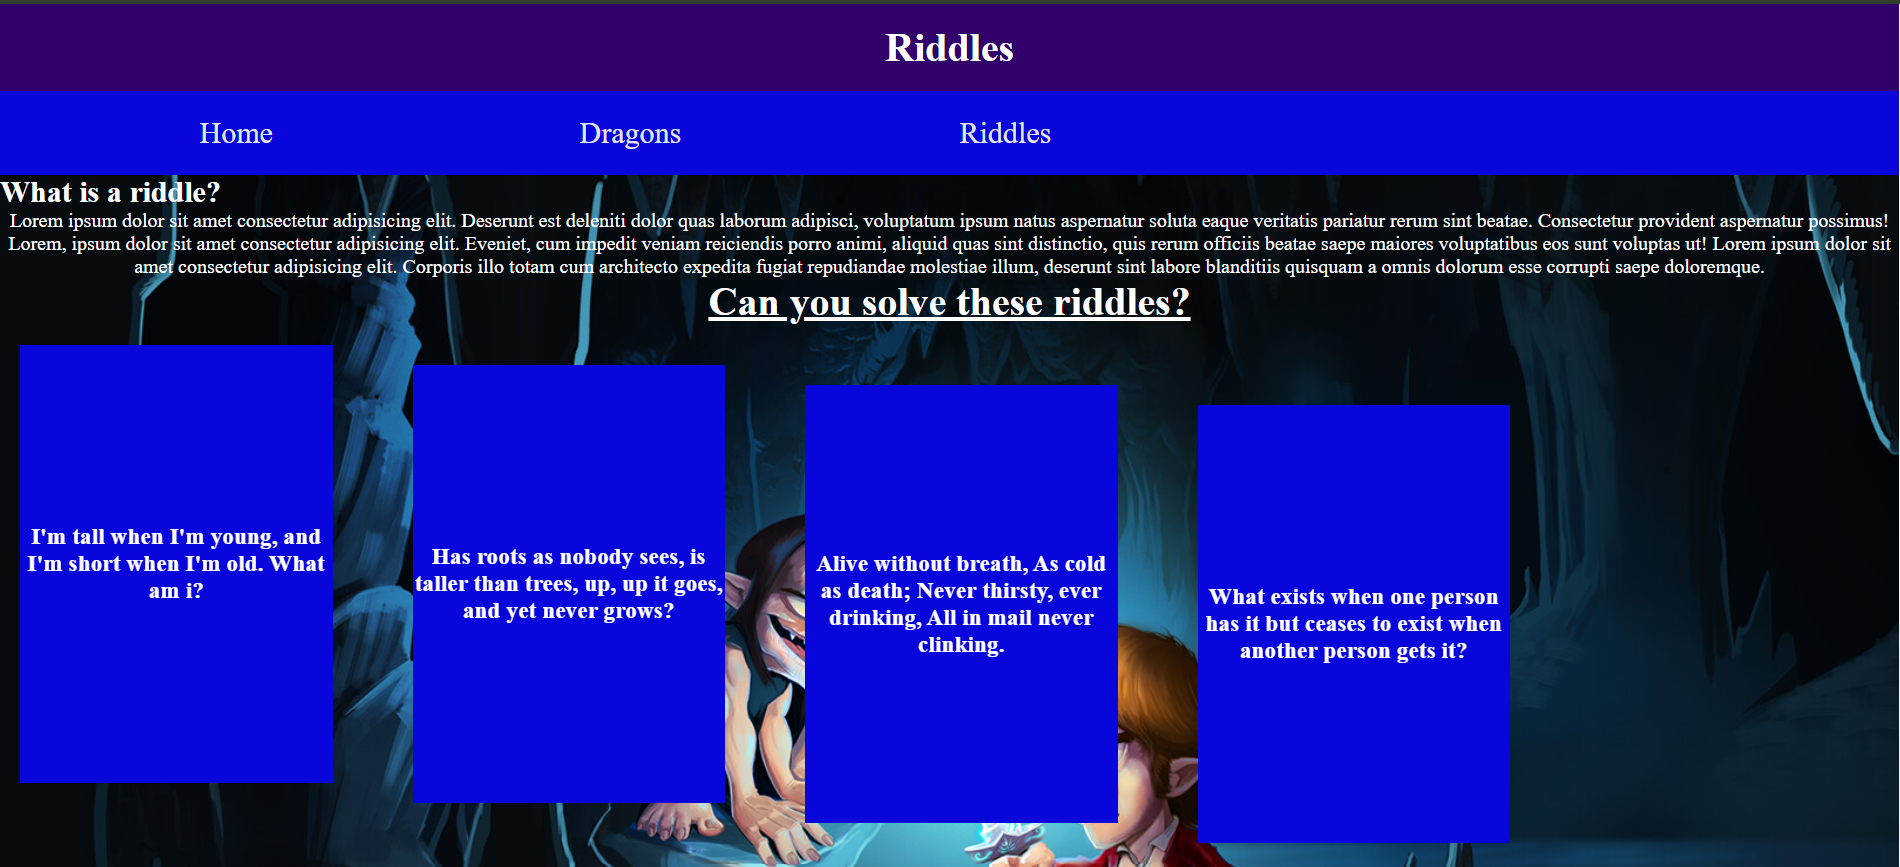 Riddles
Home
Dragons
Riddles
What is a riddle?
Lorem ipsum dolor sit amet consectetur adipisicing elit. Deserunt est deleniti dolor quas laborum adipisci, voluptatum ipsum natus aspernatur soluta eaque veritatis pariatur rerum sint beatae. Consectetur provident aspernatur possimus!
Lorem, ipsum dolor sit amet consectetur adipisicing elit. Eveniet, cum impedit veniam reiciendis porro animi, aliquid quas sint distinctio, quis rerum officiis beatae saepe maiores voluptatibus eos sunt voluptas ut! Lorem ipsum dolor sit
amet consectetur adipisicing elit. Corporis illo totam cum architecto expedita fugiat repudiandae molestiae illum, deserunt sint labore blanditiis quisquam a omnis dolorum esse corrupti saepe doloremque.
Can you solve these riddles?
I'm tall when I'm young, and
I'm short when I'm old. What
am i?
Has roots as nobody sees, is
taller than trees, up, up it goes,
and yet never grows?
Alive without breath, As cold
as death; Never thirsty, ever
drinking, All in mail never
clinking.
What exists when one person
has it but ceases to exist when
another person gets it?